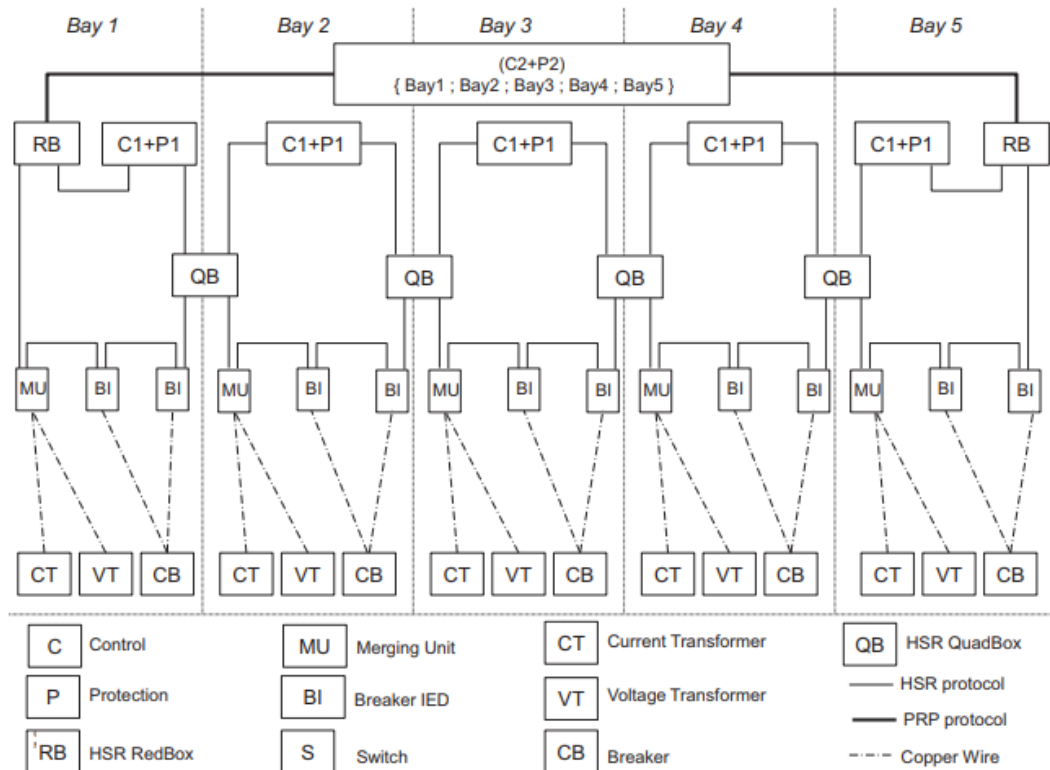 Bay 1 Bay 2 Bay 3 Bay 4 Bay 5
(C2+P2)
{ Bay1 ; Bay2 ; Bay3 ; Bay4 ; Bay5 }
RB C1+P1 C1+P1 C1+P1 C1+P1 C1+P1 RB
QB QB QB QB
MU BI BI MU BI BI MU BI BI MU BI BI MU BI BI
CT VT CB CT VT CB CT VT CB CT VT CB CT VT CB
C Control MU Merging Unit CT Current Transformer QB HSR QuadBox
HSR protocol
P Protection BI Breaker IED VT Voltage Transformer
PRP protocol
RB HSR RedBox S Switch CB Breaker Copper Wire